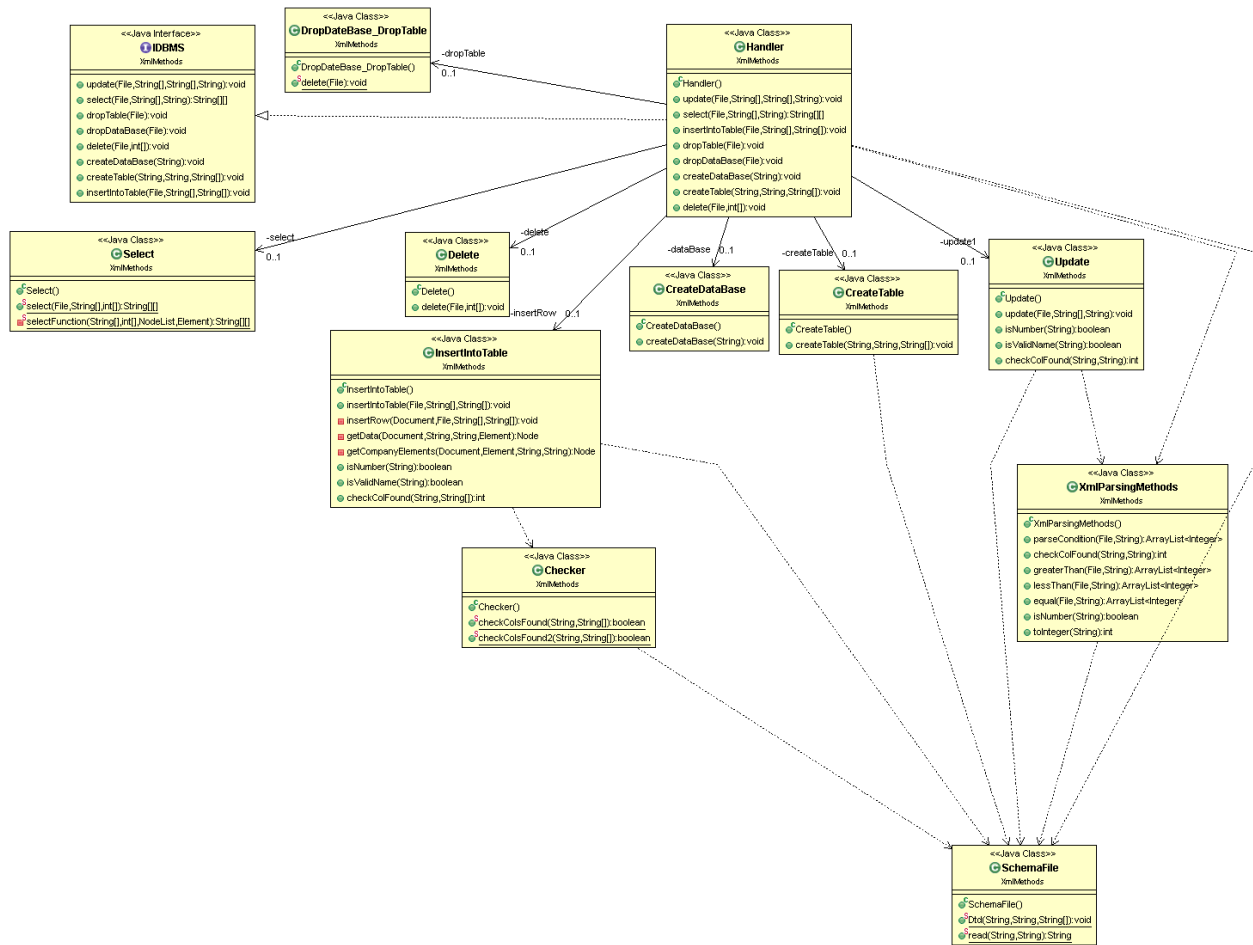 <<Java Interface>>
IDBMS
XmlMethods
update(File,String[],String[],String):void
select(File,String[],String):String[][]
dropTable(File):void
dropDataBase(File):void
delete(File,int[]):void
createDataBase(String):void
createTable(String,String,String[]):void
insertIntoTable(File,String[],String[]):void
<<Java Class>>
DropDateBase_DropTable
XmlMethods
DropDateBase_DropTable()
delete(File):void
-dropTable
0..1
<<Java Class>>
Handler
XmlMethods
Handler()
update(File,String[],String[],String):void
select(File,String[],String):String[][]
insertIntoTable(File,String[],String[]):void
dropTable(File):void
dropDataBase(File):void
createDataBase(String):void
createTable(String,String,String[]):void
delete(File,int[]):void
-select
0..1
-delete
0..1
-insertRow
0..1
-dataBase
0..1
-createTable
0..1
-update1
0..1
<<Java Class>>
Select
XmlMethods
Select()
select(File,String[],int[]):String[][]
selectFunction(String[],int[],NodeList,Element):String[][]
<<Java Class>>
Delete
XmlMethods
Delete()
delete(File,int[]):void
<<Java Class>>
CreateDataBase
XmlMethods
CreateDataBase()
createDataBase(String):void
<<Java Class>>
CreateTable
XmlMethods
CreateTable()
createTable(String,String,String[]):void
<<Java Class>>
Update
XmlMethods
Update()
update(File,String[],String):void
isNumber(String):boolean
isValidName(String):boolean
checkColFound(String,String):int
<<Java Class>>
InsertIntoTable
XmlMethods
InsertIntoTable()
insertIntoTable(File,String[],String[]):void
insertRow(Document,File,String[],String[]):void
getData(Document,String,String,Element):Node
getCompanyElements(Document,Element,String,String):Node
isNumber(String):boolean
isValidName(String):boolean
checkColFound(String,String[]):int
<<Java Class>>
XmlParsingMethods
XmlMethods
XmlParsingMethods()
parseCondition(File,String):ArrayList<Integer>
checkColFound(String,String):int
greaterThan(File,String):ArrayList<Integer>
lessThan(File,String):ArrayList<Integer>
equal(File,String):ArrayList<Integer>
isNumber(String):boolean
toInteger(String):int
<<Java Class>>
Checker
XmlMethods
Checker()
checkColsFound(String,String[]):boolean
checkColsFound2(String,String[]):boolean
<<Java Class>>
SchemaFile
XmlMethods
SchemaFile()
Dtd(String,String,String[]):void
read(String,String):String